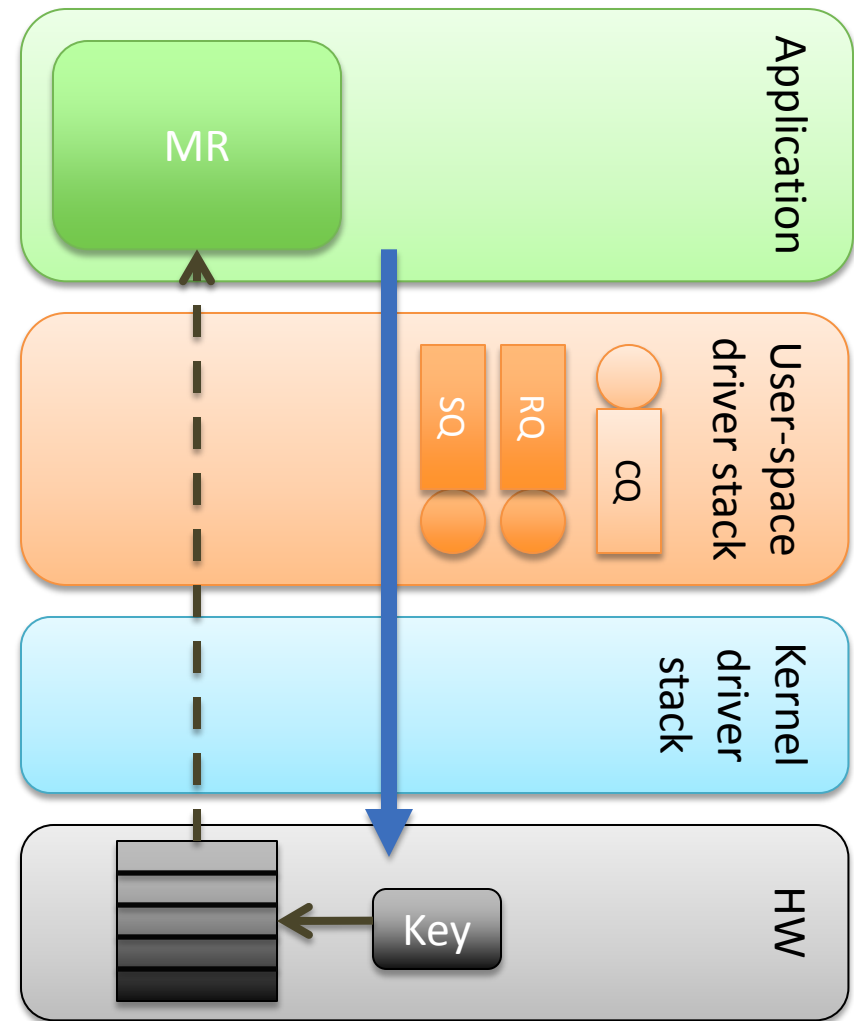 MR
Application
SQ
RQ
CQ
User-space
driver stack
Kernel
driver
stack
Key
HW